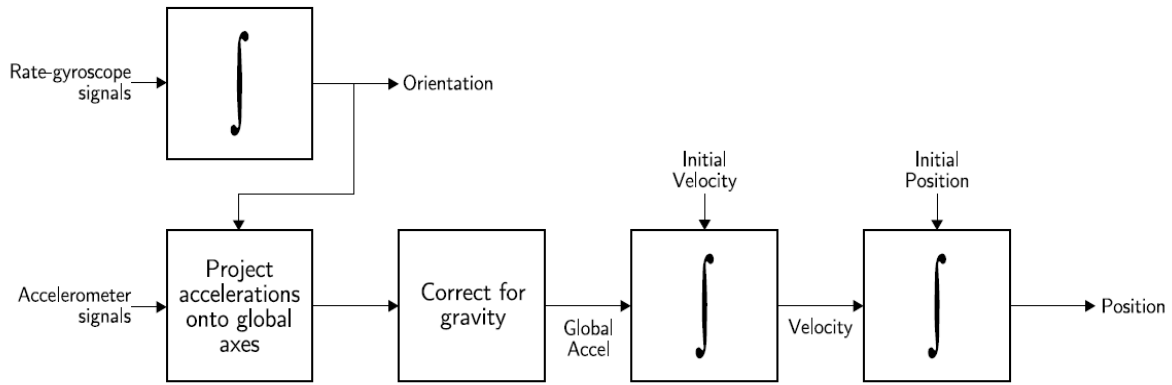 Rate-gyroscope
signals
∫
Orientation
Initial
Velocity
Initial
Position
Accelerometer
signals
Project
accelerations
onto global
axes
Correct for
gravity
Global
Accel
∫
Velocity
∫
Position